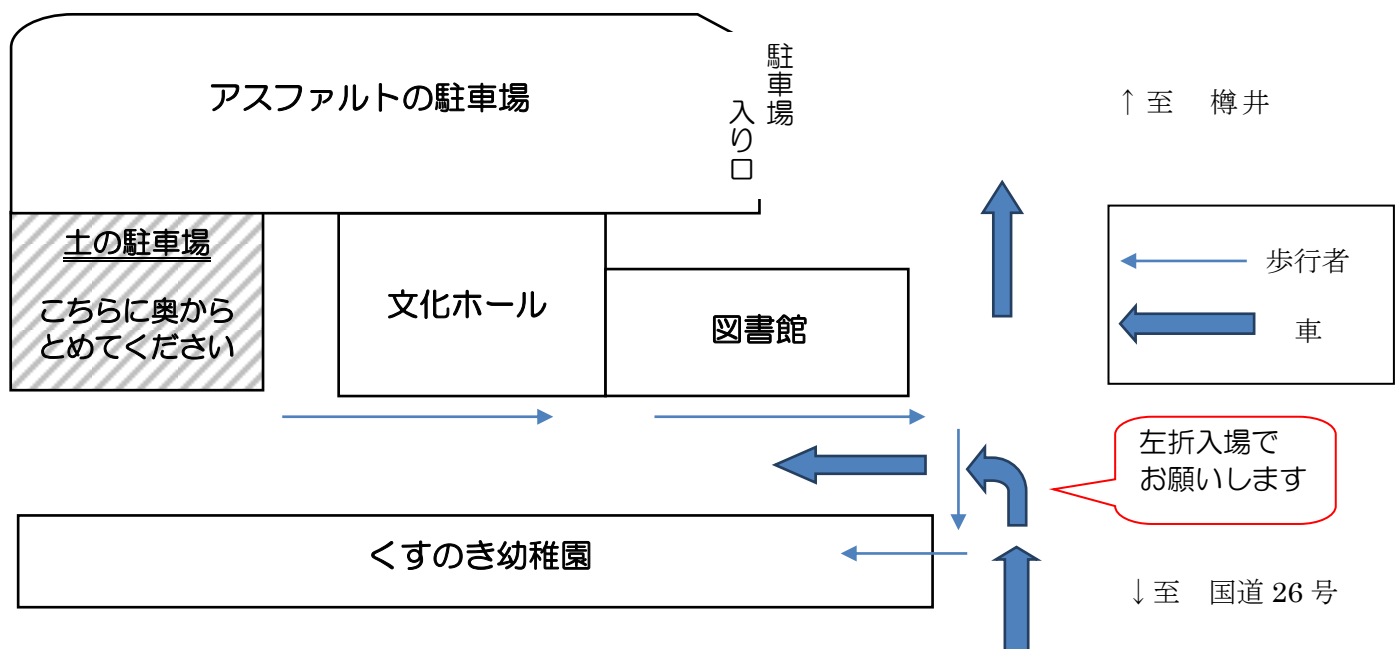 アスファルトの駐車場
駐車場
入り口
↑至　樽井
土の駐車場
こちらに奥から
とめてください
文化ホール
図書館
歩行者
車
左折入場で
お願いします
くすのき幼稚園
↓至　国道 26 号